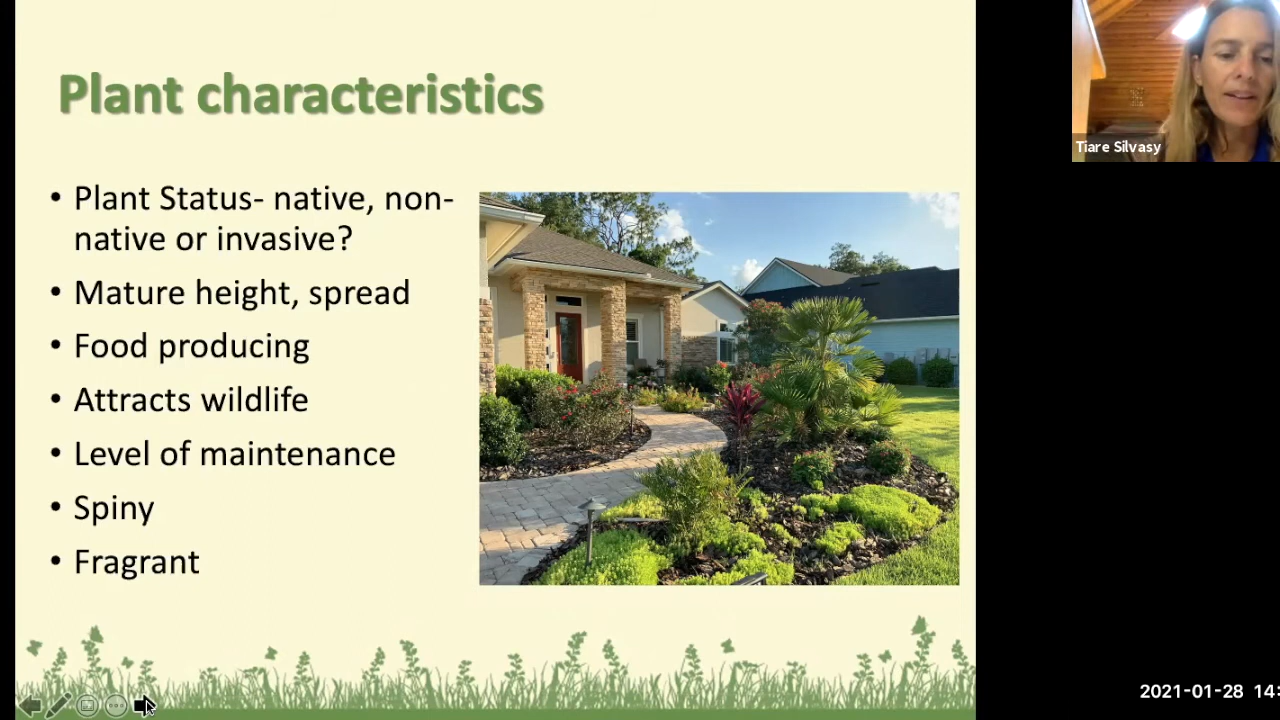 Plant characteristics
• Plant Status- native, non-
native or invasive?
• Mature height, spread
• Food producing
• Attracts wildlife
• Level of maintenance
• Spiny
• Fragrant
Tiare Silvasy
2021-01-28 14: